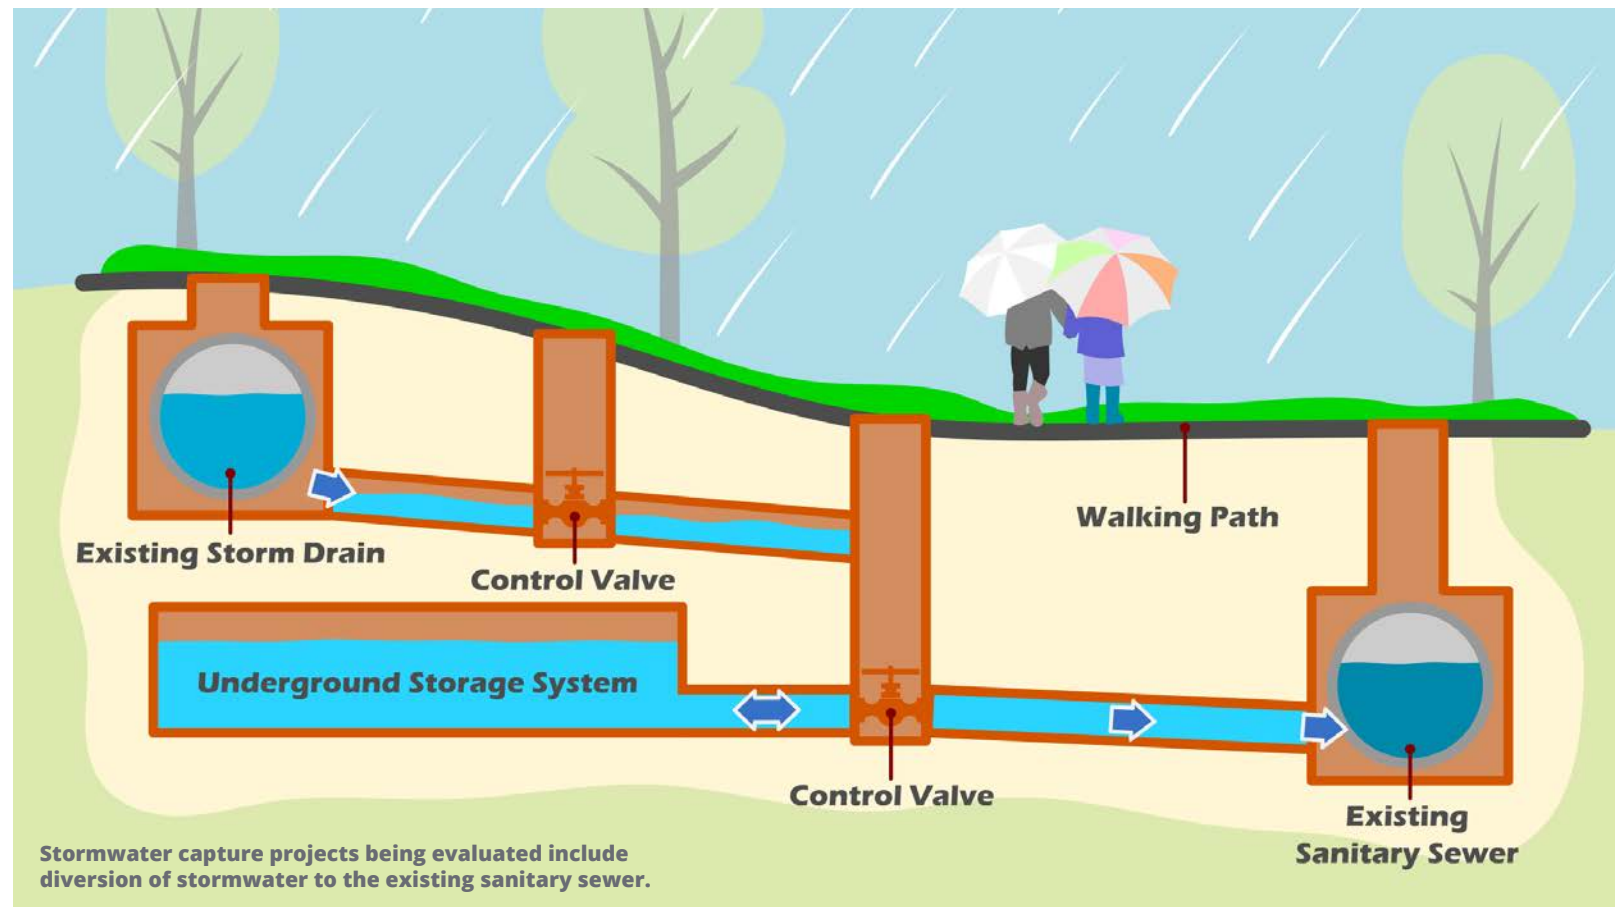 Existing Storm Drain
Control Valve
Walking Path
Underground Storage System
Control Valve
Existing
Sanitary Sewer
Stormwater capture projects being evaluated include
diversion of stormwater to the existing sanitary sewer.